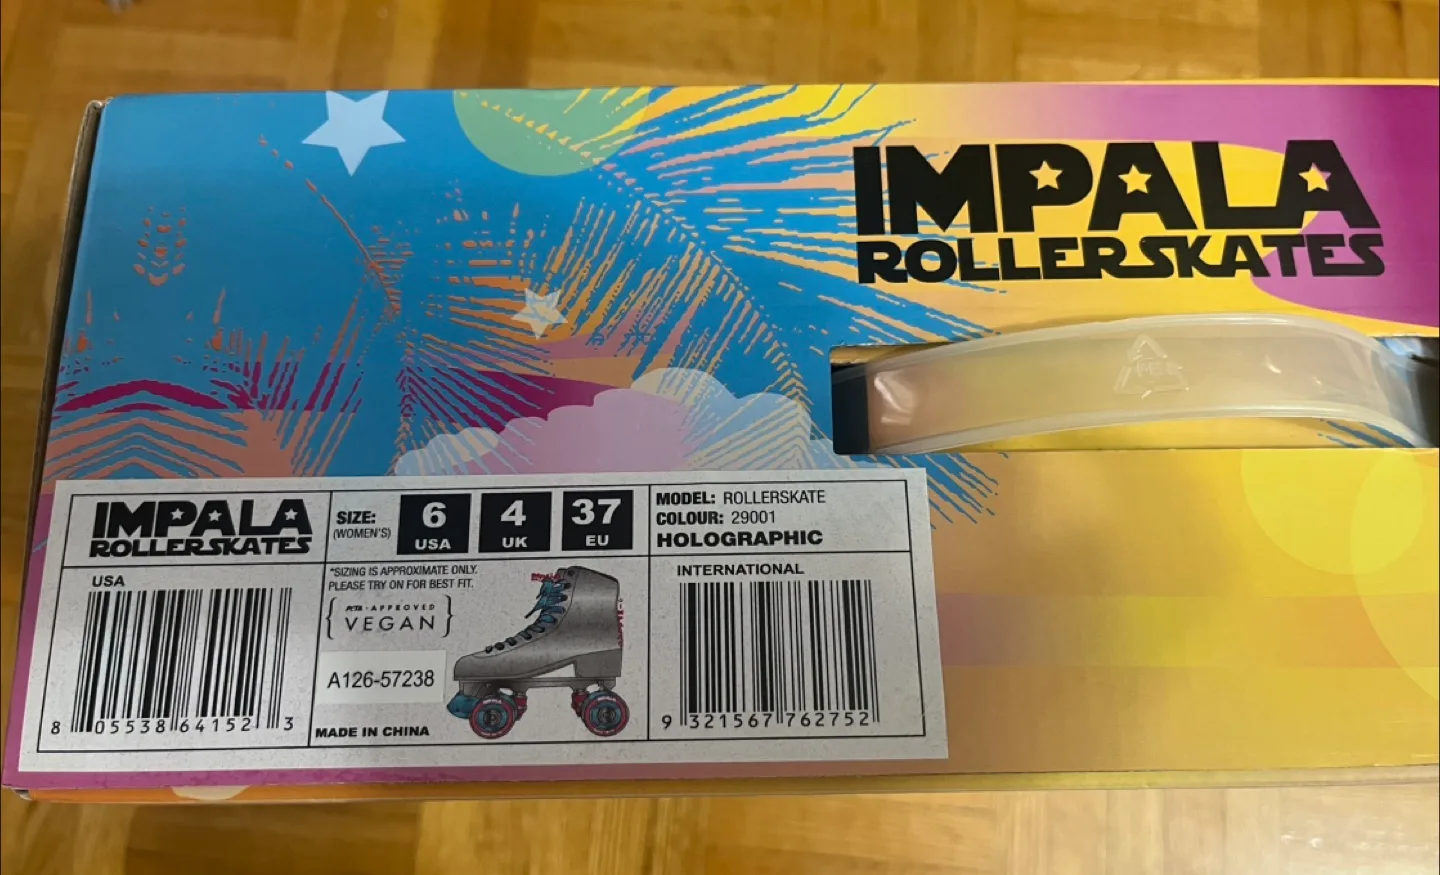 IMPALA
ROLLERSKATES
IMPALA
ROLLERSKATES
SIZE:
(WOMEN'S)
6
USA
4
UK
37
EU
MODEL: ROLLERSKATE
COLOUR: 29001
HOLOGRAPHIC
USA
8 05538 64152 3
*SIZING IS APPROXIMATE ONLY.
PLEASE TRY ON FOR BEST FIT.
PETA - APPROVED
VEGAN
A126-57238
MADE IN CHINA
INTERNATIONAL
9 321567 762752